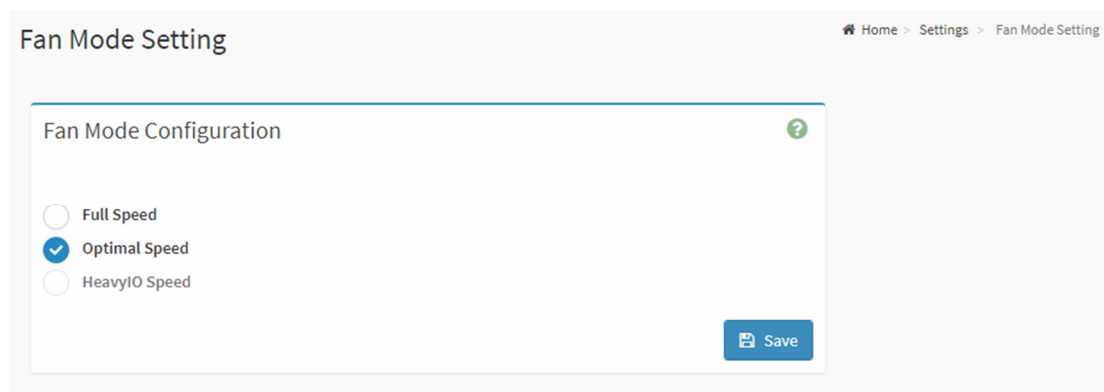 Fan Mode Setting
Home > Settings > Fan Mode Setting
Fan Mode Configuration
?
Full Speed
Optimal Speed
HeavyIO Speed
Save